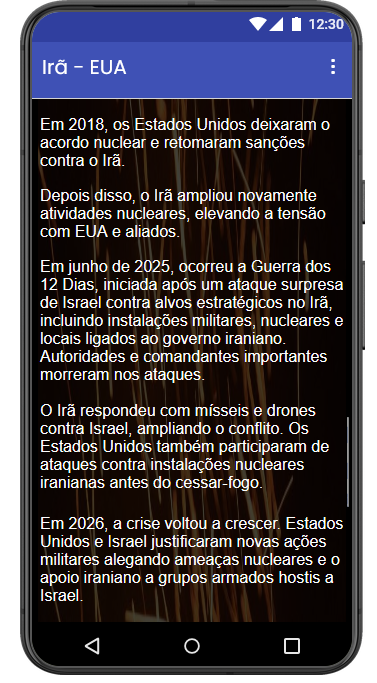 12:30
Irã - EUA
Em 2018, os Estados Unidos deixaram o
acordo nuclear e retomaram sanções
contra o Irã.
Depois disso, o Irã ampliou novamente
atividades nucleares, elevando a tensão
com EUA e aliados.
Em junho de 2025, ocorreu a Guerra dos
12 Dias, iniciada após um ataque surpresa
de Israel contra alvos estratégicos no Irã,
incluindo instalações militares, nucleares e
locais ligados ao governo iraniano.
Autoridades e comandantes importantes
morreram nos ataques.
O Irã respondeu com mísseis e drones
contra Israel, ampliando o conflito. Os
Estados Unidos também participaram de
ataques contra instalações nucleares
iranianas antes do cessar-fogo.
Em 2026, a crise voltou a crescer. Estados
Unidos e Israel justificaram novas ações
militares alegando ameaças nucleares e o
apoio iraniano a grupos armados hostis a
Israel.